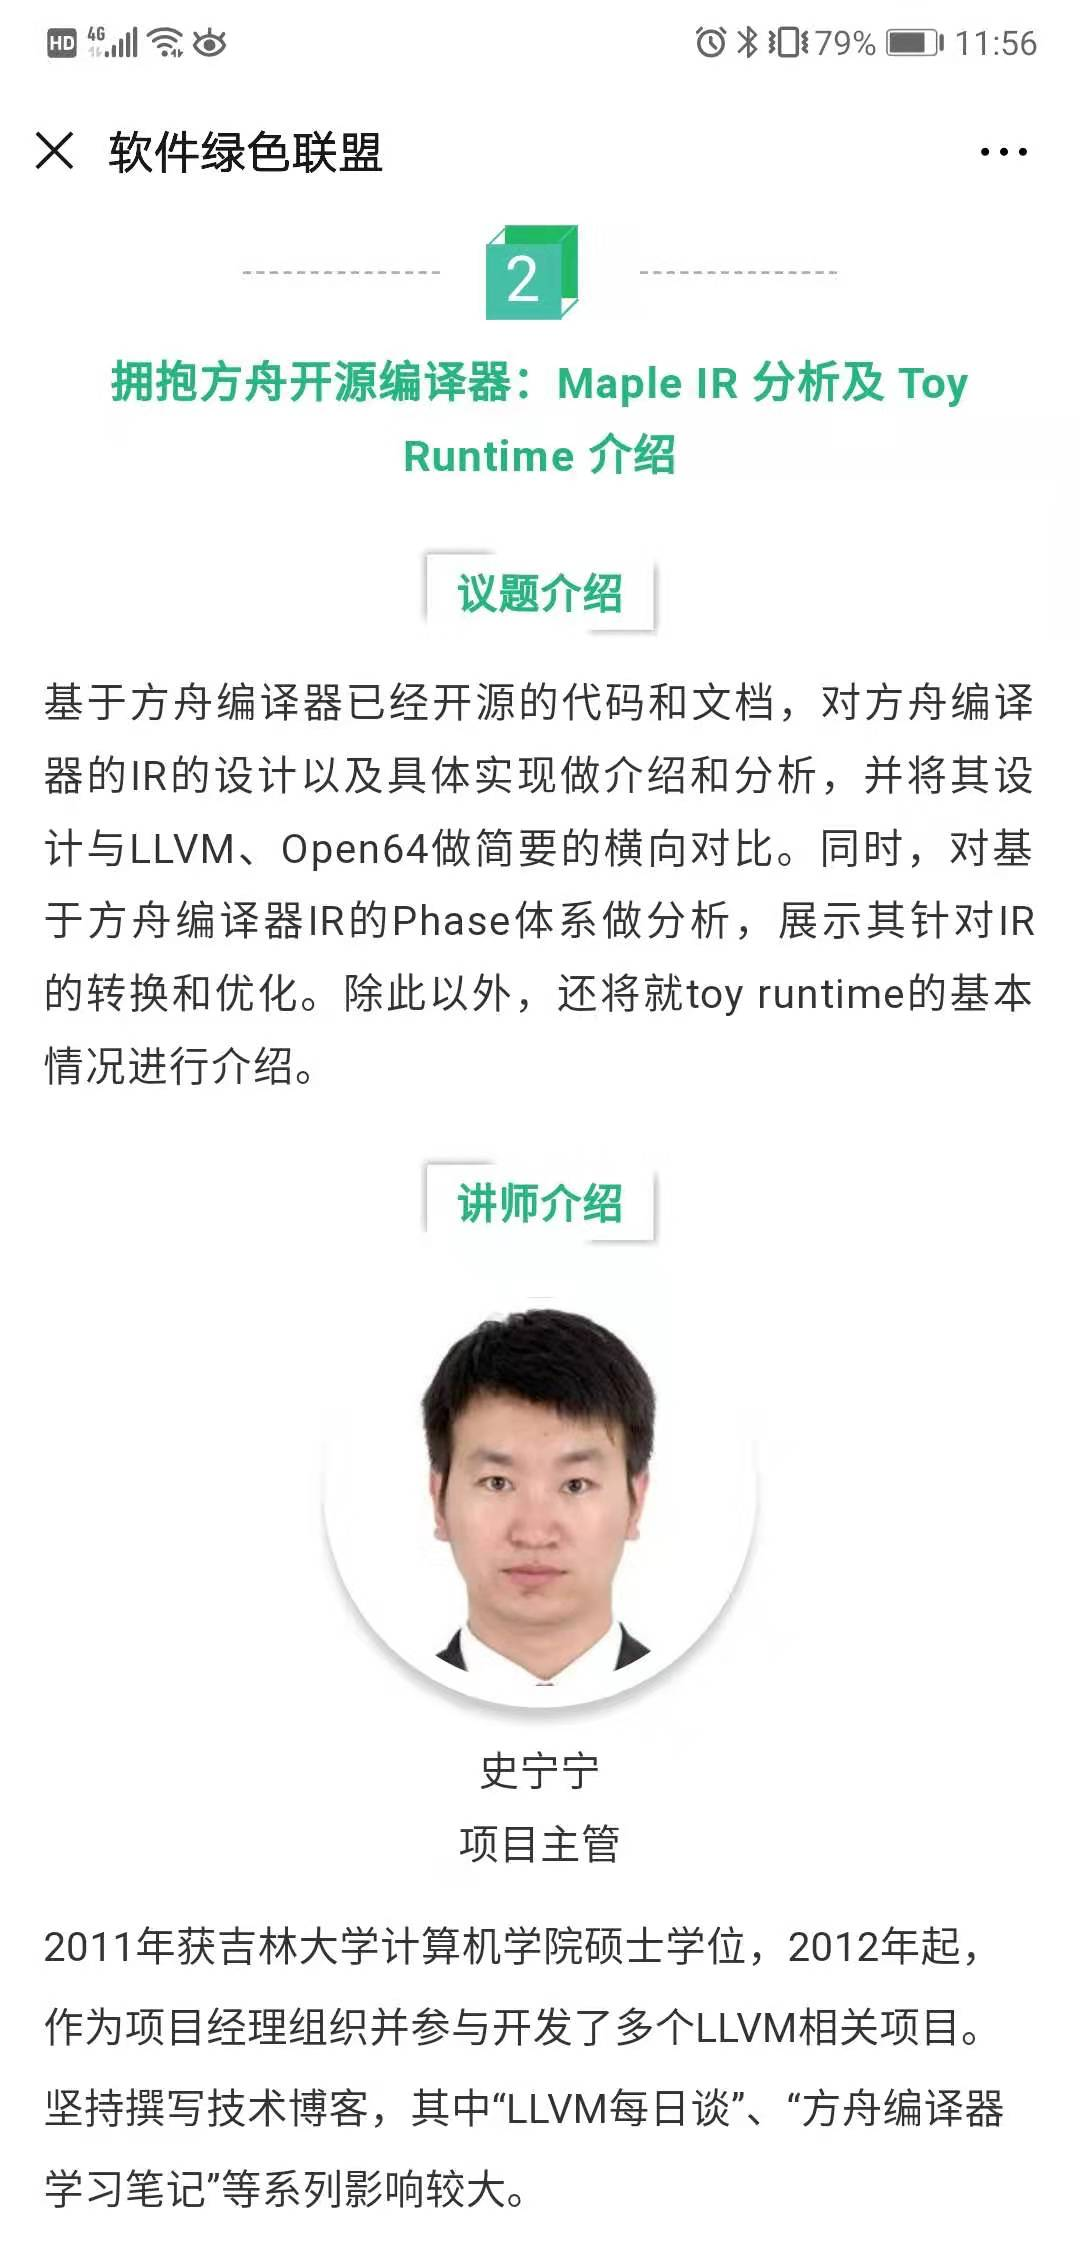 HD 4G 79% 11:56
软件绿色联盟
2
拥抱方舟开源编译器：Maple IR 分析及 Toy
Runtime 介绍
议题介绍
基于方舟编译器已经开源的代码和文档，对方舟编译
器的IR的设计以及具体实现做介绍和分析，并将其设
计与LLVM、Open64做简要的横向对比。同时，对基
于方舟编译器IR的Phase体系做分析，展示其针对IR
的转换和优化。除此以外，还将就toy runtime的基本
情况进行介绍。
讲师介绍
史宁宁
项目主管
2011年获吉林大学计算机学院硕士学位，2012年起，
作为项目经理组织并参与开发了多个LLVM相关项目。
坚持撰写技术博客，其中“LLVM每日谈”、“方舟编译器
学习笔记”等系列影响较大。